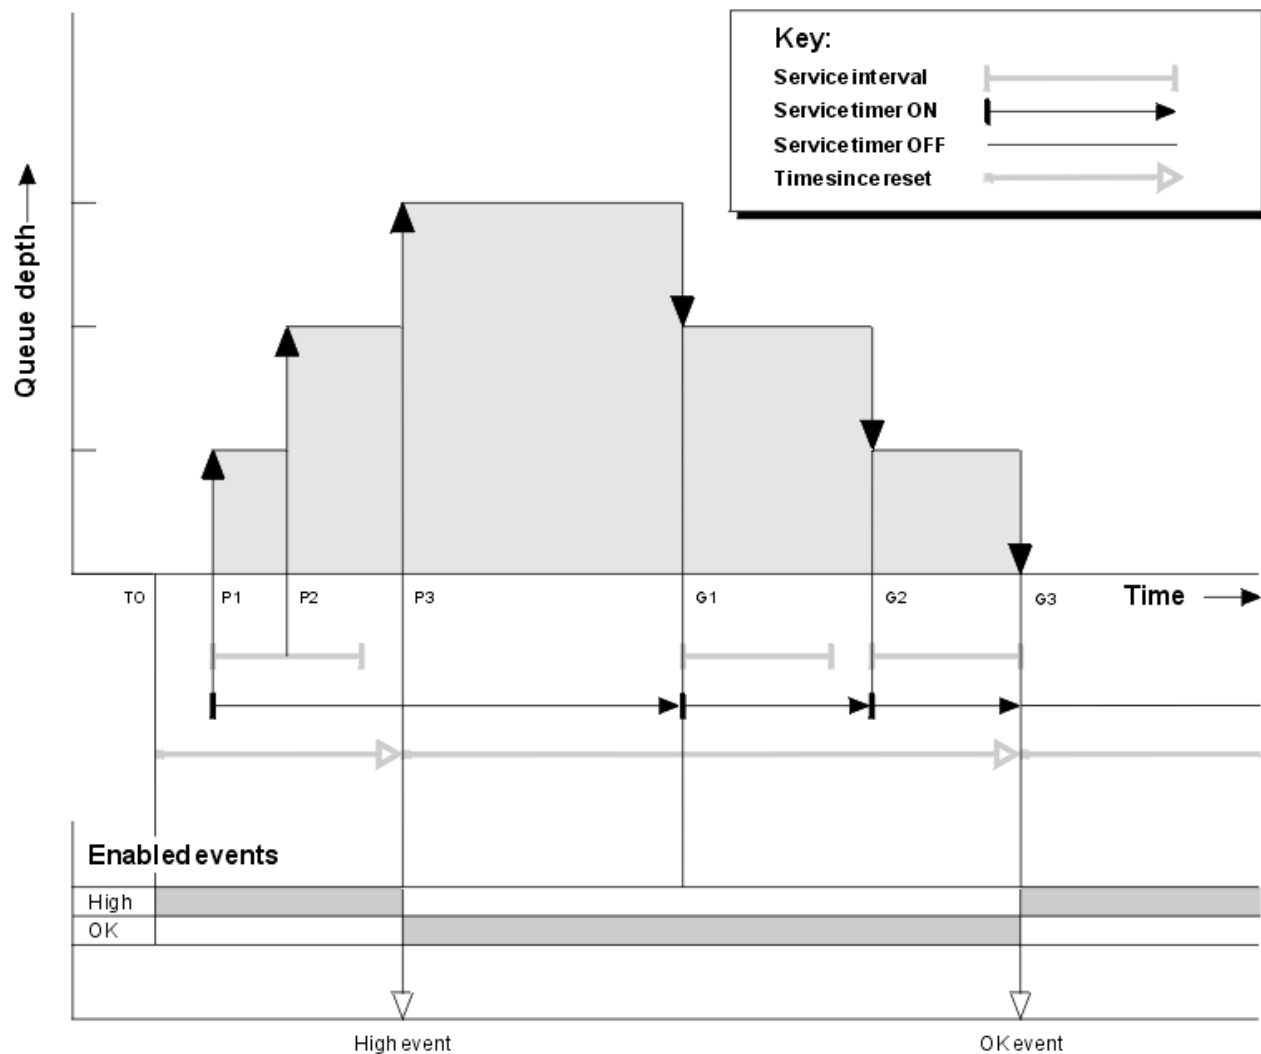 Key:
Service interval
Service timer ON
Service timer OFF
Time since reset
Queue depth
TO
P1
P2
P3
G1
G2
G3
Time
Enabled events
High
OK
High event
OK event